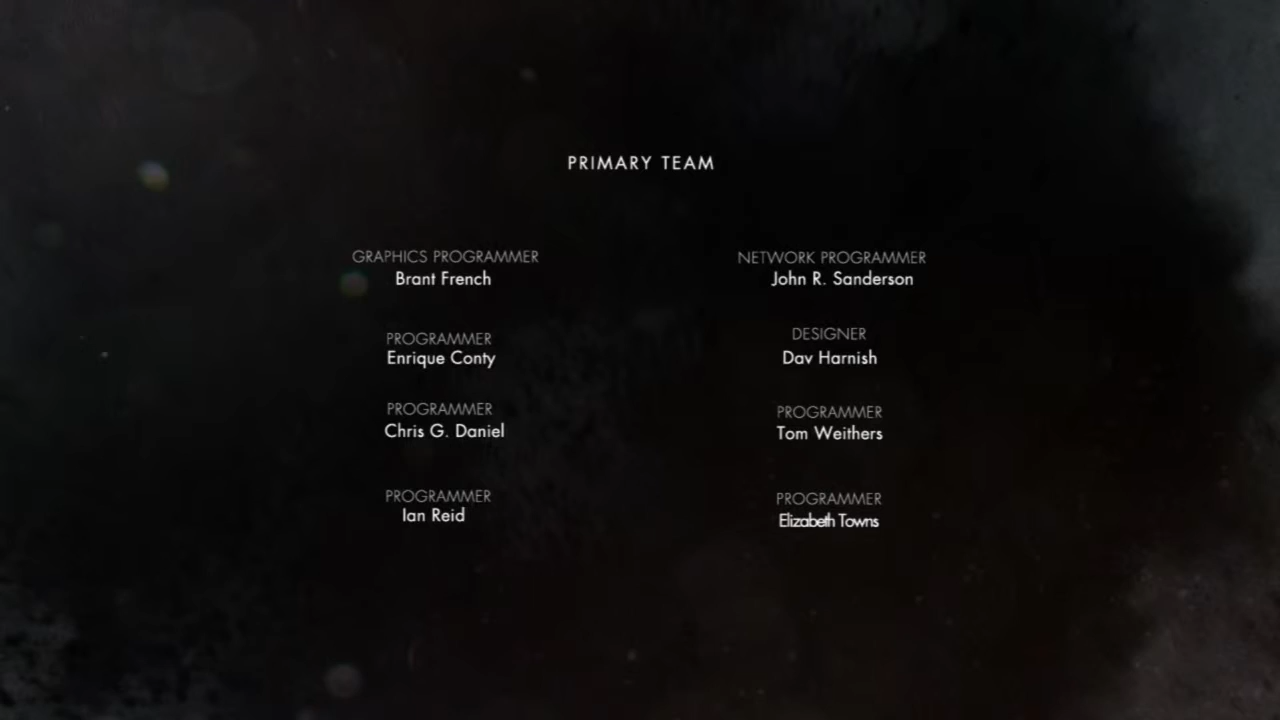 PRIMARY TEAM
GRAPHICS PROGRAMMER
Brant French
PROGRAMMER
Enrique Conty
PROGRAMMER
Chris G. Daniel
PROGRAMMER
Ian Reid
NETWORK PROGRAMMER
John R. Sanderson
DESIGNER
Dav Harnish
PROGRAMMER
Tom Weithers
PROGRAMMER
Elizabeth Towns